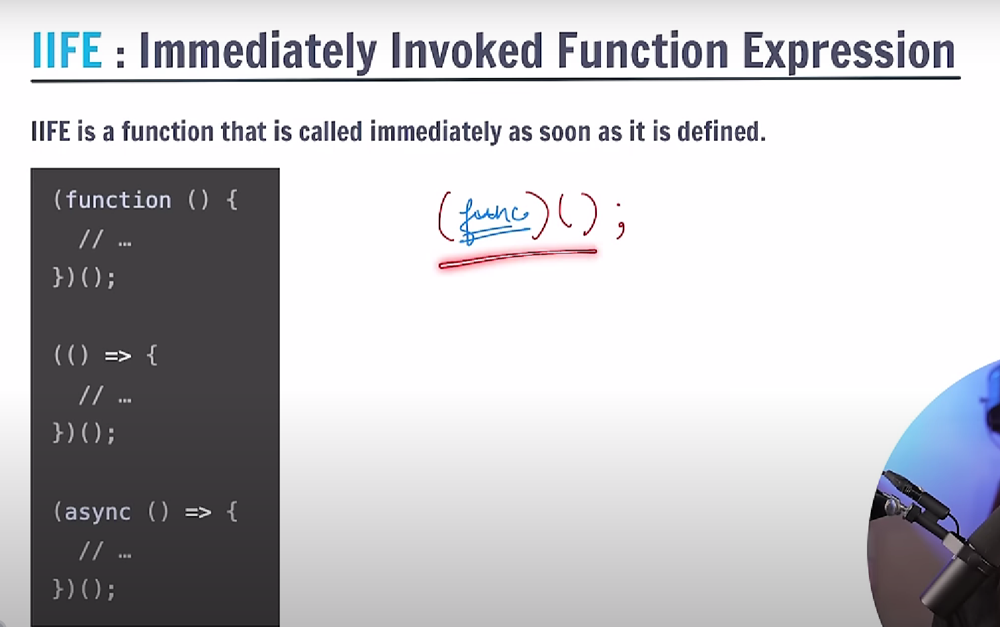 IIFE : Immediately Invoked Function Expression
IIFE is a function that is called immediately as soon as it is defined.
(function () {
// …
})();
(() => {
// …
})();
(async () => {
// …
})();
(func)();